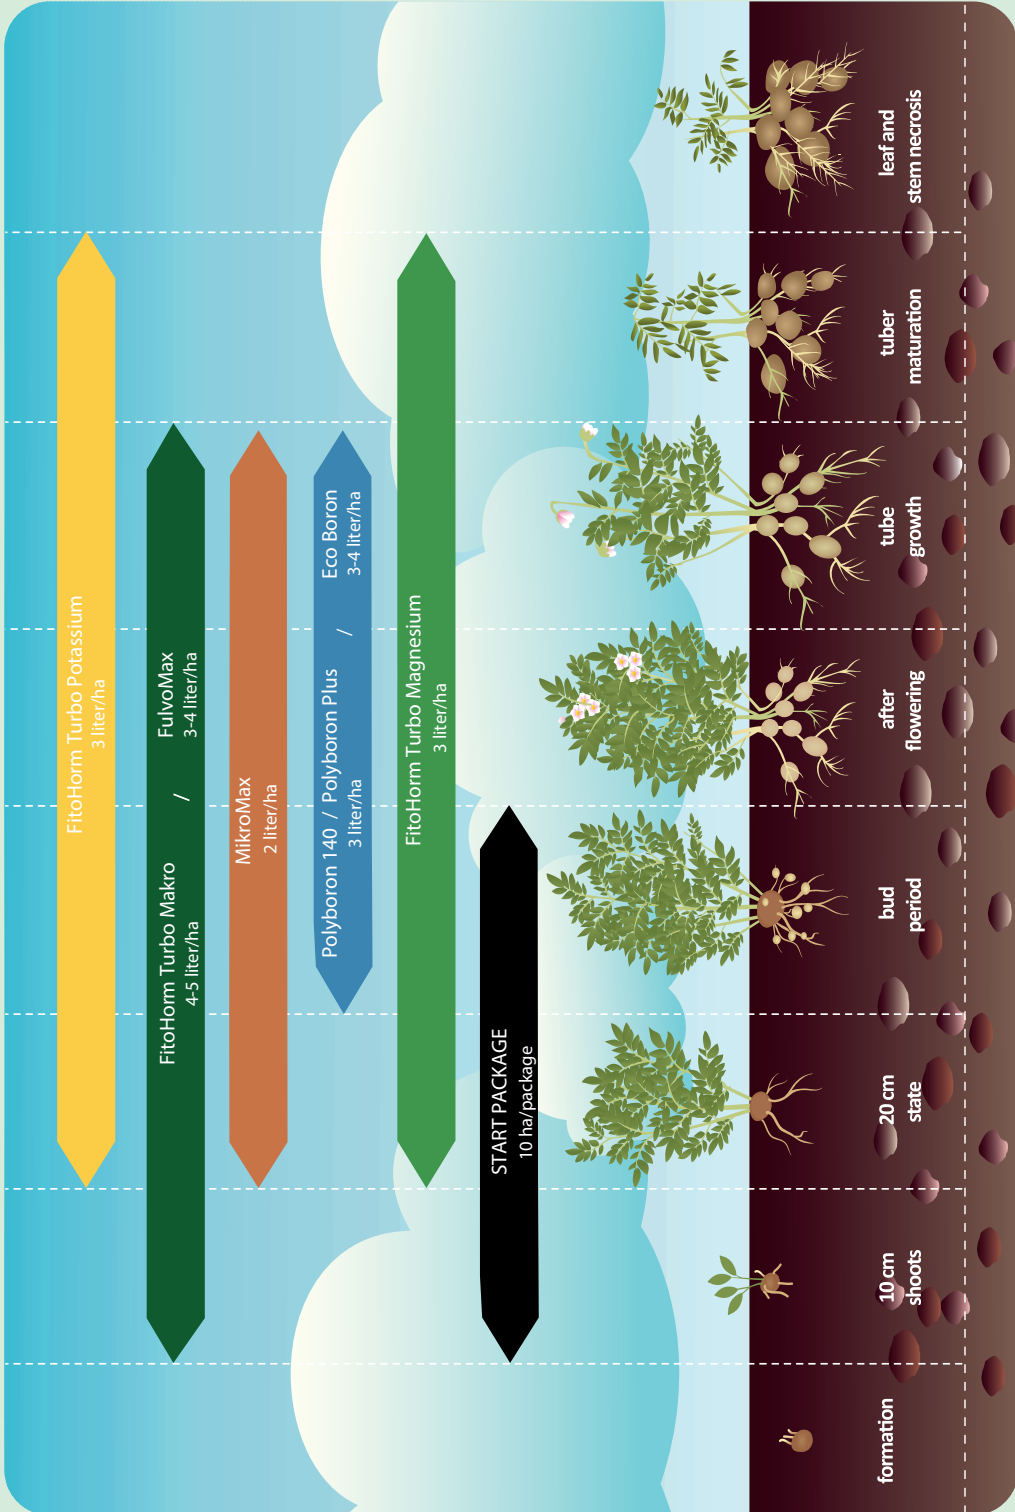 FitoHorm Turbo Potassium
3 liter/ha
FitoHorm Turbo Makro / FulvoMax
4-5 liter/ha 3-4 liter/ha
MikroMax
2 liter/ha
Polyboron 140 / Polyboron Plus / Eco Boron
3 liter/ha 3-4 liter/ha
FitoHorm Turbo Magnesium
3 liter/ha
START PACKAGE
10 ha/package
formation
10 cm
shoots
20 cm
state
bud
period
after
flowering
tube
growth
tuber
maturation
leaf and
stem necrosis